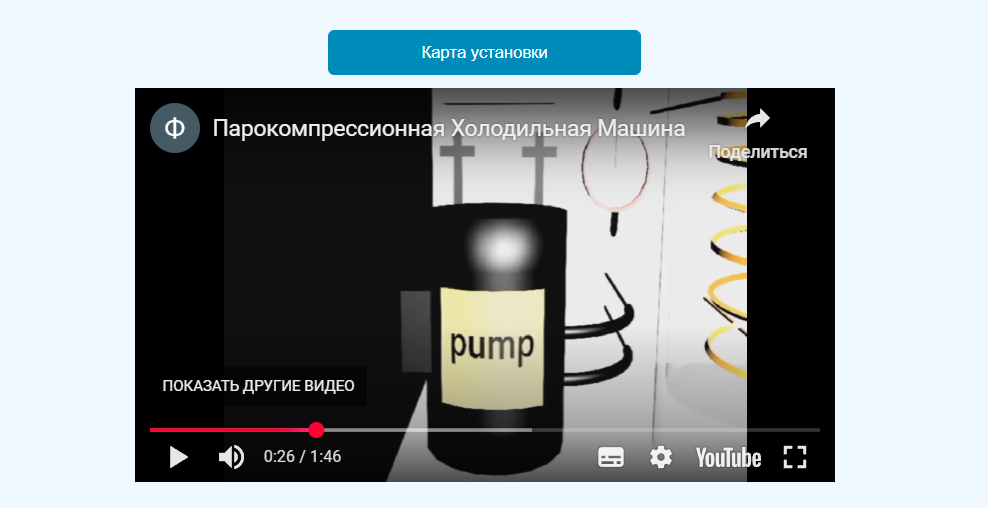 Карта установки
Ф
Парокомпрессионная Холодильная Машина
Поделиться
pump
ПОКАЗАТЬ ДРУГИЕ ВИДЕО
0:26 / 1:46
YouTube